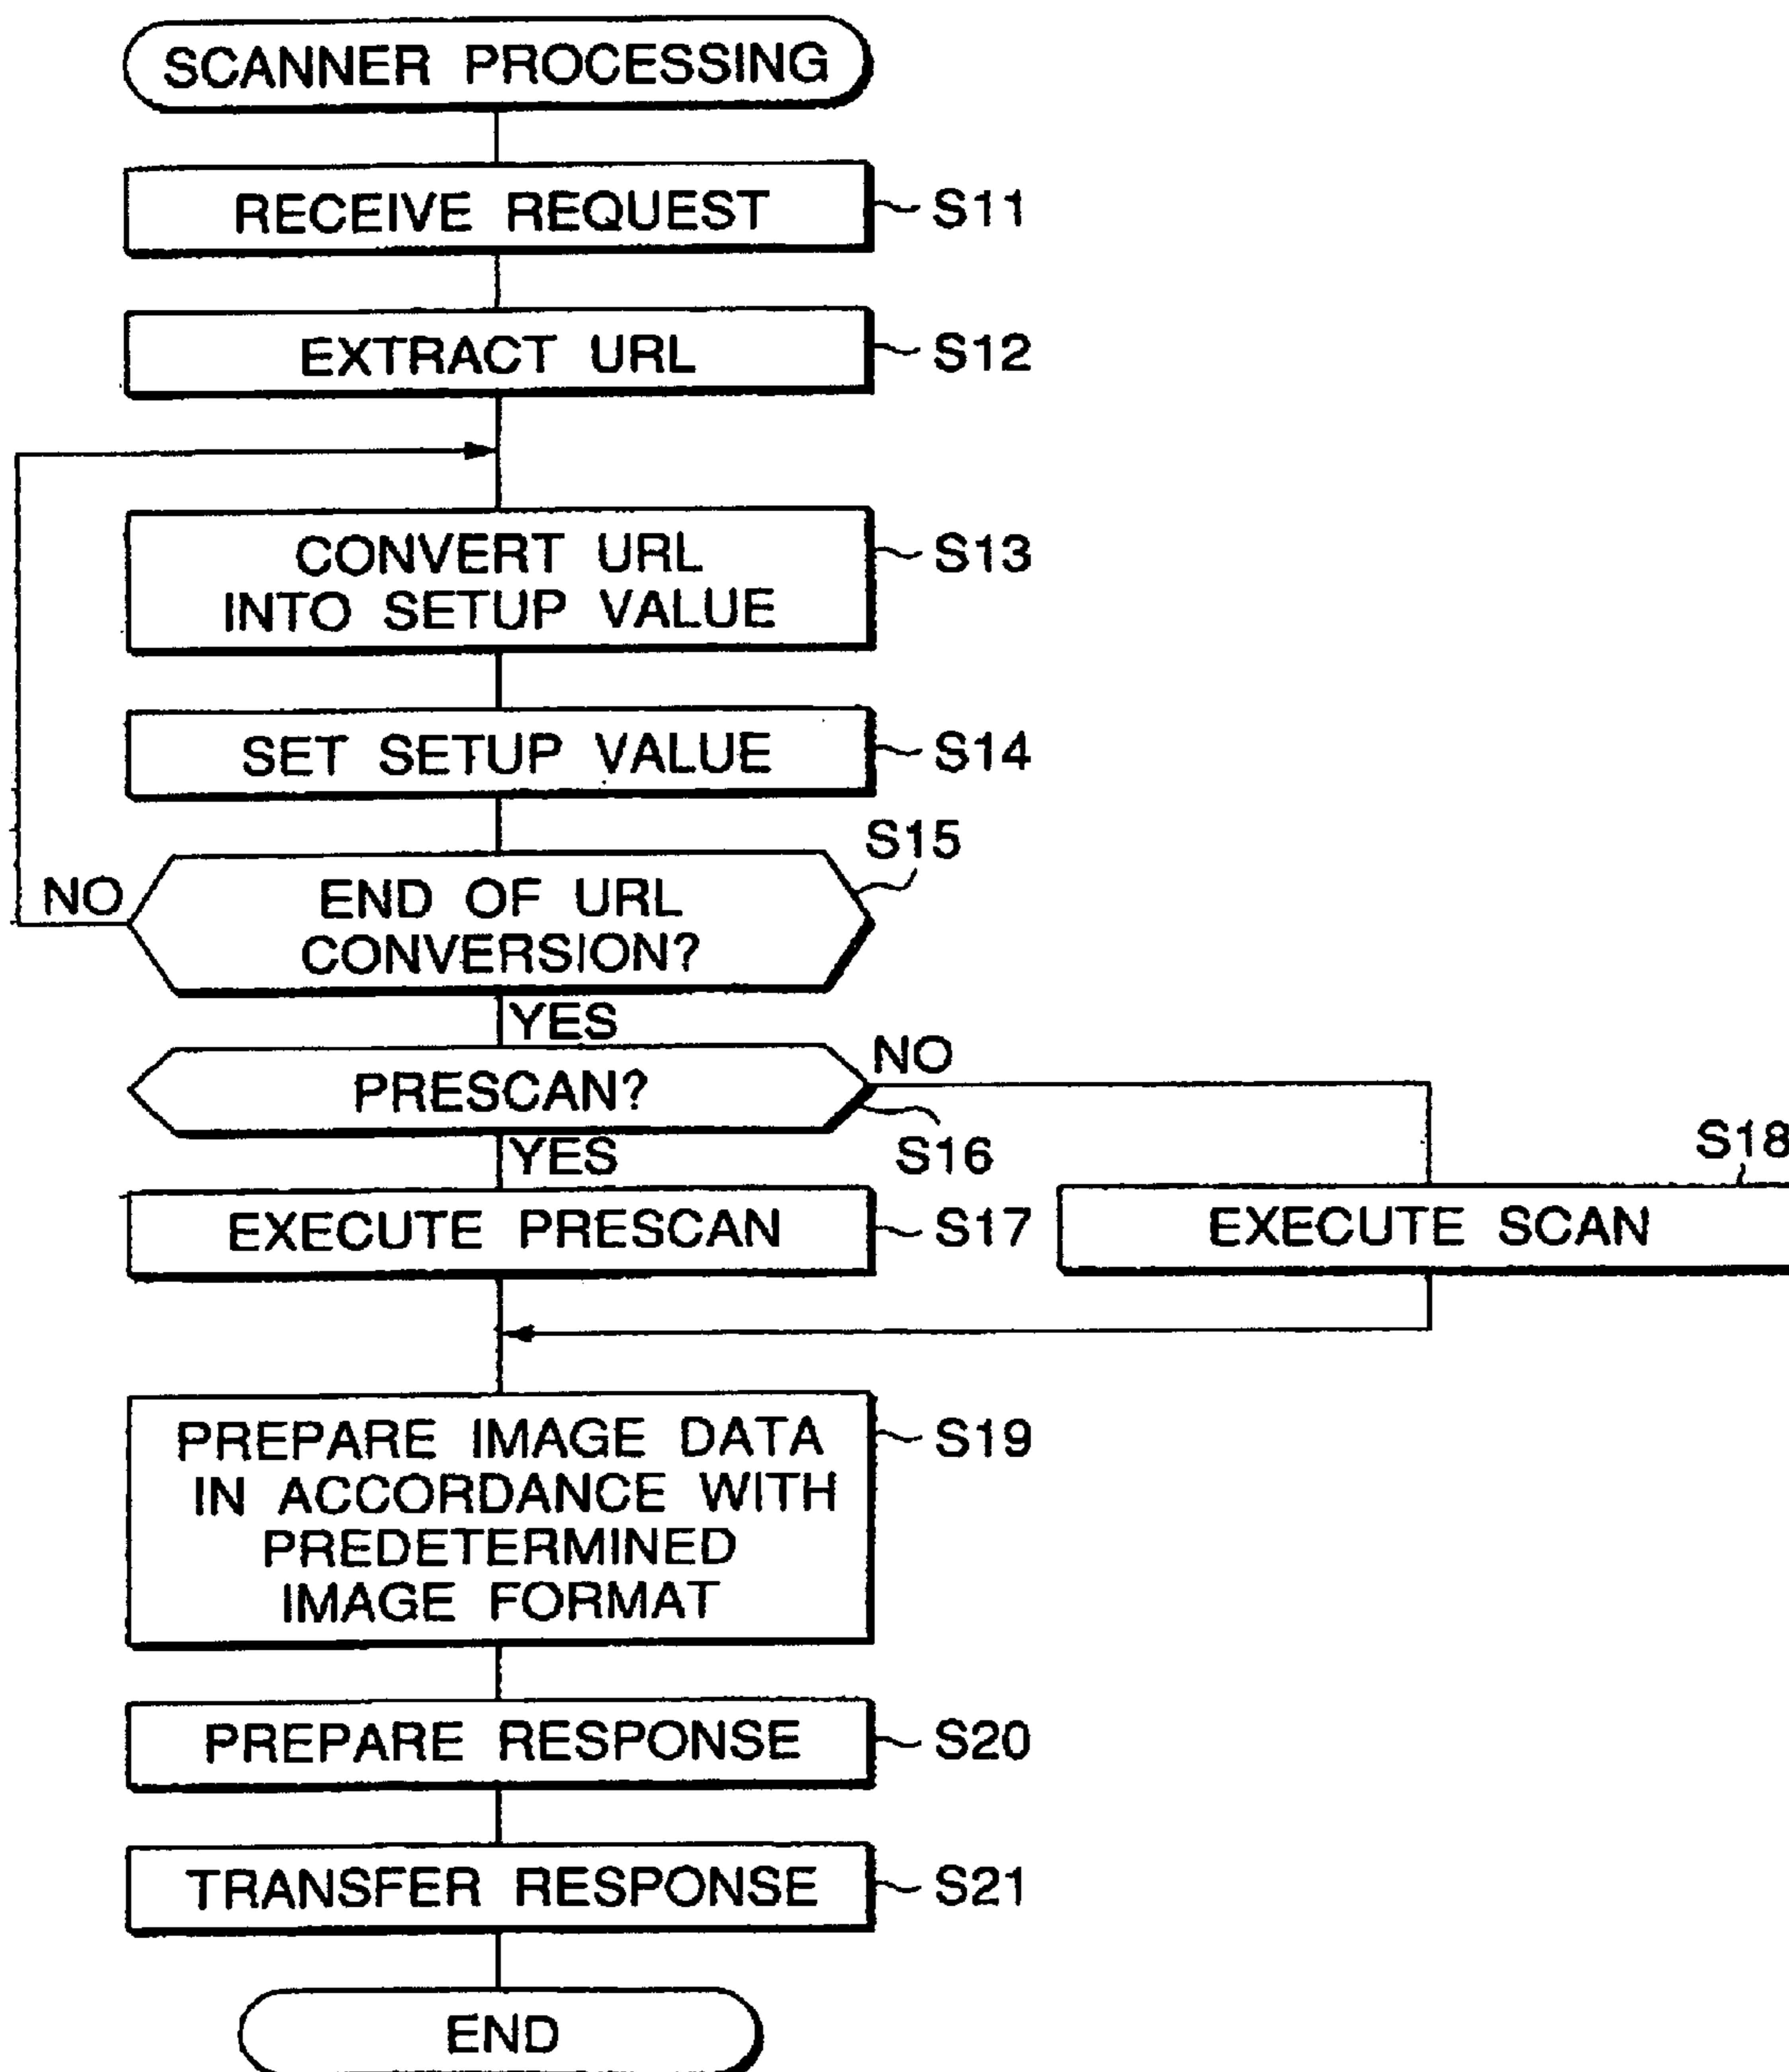 SCANNER PROCESSING
RECEIVE REQUEST
S11
EXTRACT URL
S12
CONVERT URL
INTO SETUP VALUE
S13
SET SETUP VALUE
S14
S15
NO
END OF URL
CONVERSION?
YES
NO
PRESCAN?
S16
YES
S18
EXECUTE PRESCAN
S17
EXECUTE SCAN
PREPARE IMAGE DATA
IN ACCORDANCE WITH
PREDETERMINED
IMAGE FORMAT
S19
PREPARE RESPONSE
S20
TRANSFER RESPONSE
S21
END